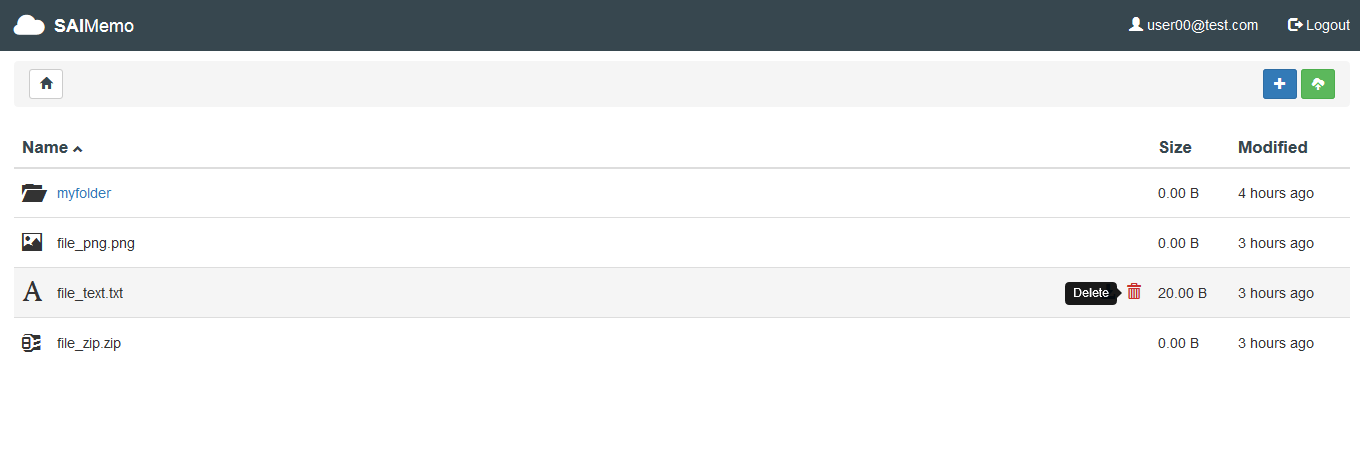 SAIMemo user00@test.com Logout
Name Size Modified
myfolder 0.00 B 4 hours ago
file_png.png 0.00 B 3 hours ago
file_text.txt Delete 20.00 B 3 hours ago
file_zip.zip 0.00 B 3 hours ago